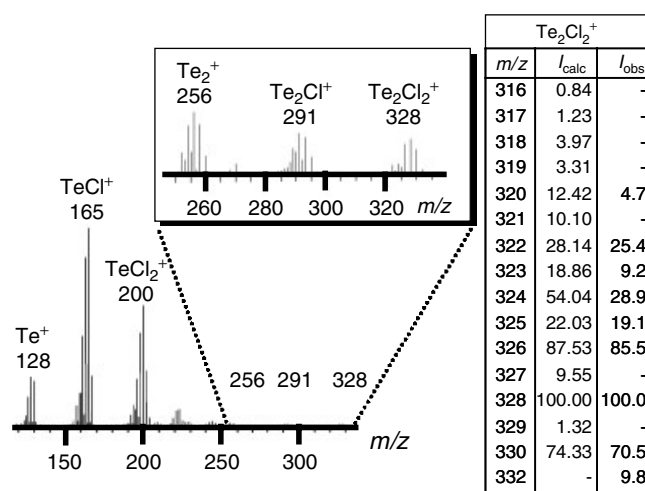 Te₂⁺
256
Te₂Cl⁺
291
Te₂Cl₂⁺
328
260 280 300 320 m/z
TeCl⁺
165
TeCl₂⁺
200
Te⁺
128
256 291 328
150 200 250 300 m/z
Te₂Cl₂⁺
m/z I calc I obs
316 0.84 -
317 1.23 -
318 3.97 -
319 3.31 -
320 12.42 4.7
321 10.10 -
322 28.14 25.4
323 18.86 9.2
324 54.04 28.9
325 22.03 19.1
326 87.53 85.5
327 9.55 -
328 100.00 100.0
329 1.32 -
330 74.33 70.5
332 - 9.8